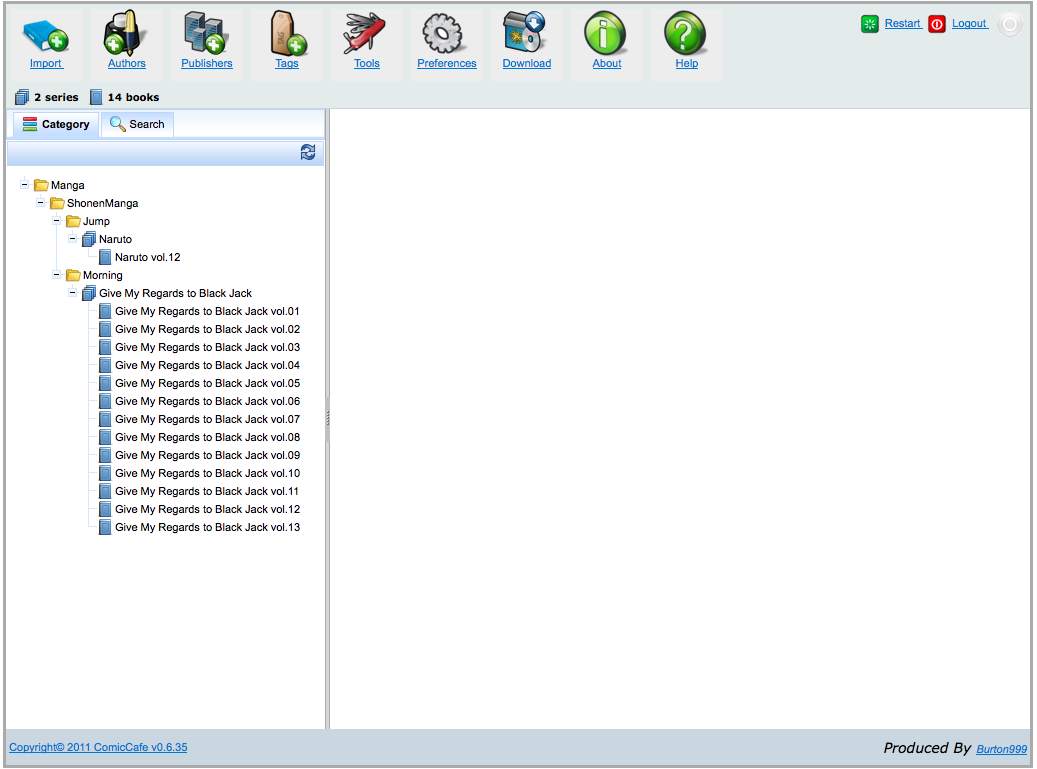 Import Authors Publishers Tags Tools Preferences Download About Help Restart Logout
2 series 14 books
Category Search
Manga
ShonenManga
Jump
Naruto
Naruto vol.12
Morning
Give My Regards to Black Jack
Give My Regards to Black Jack vol.01
Give My Regards to Black Jack vol.02
Give My Regards to Black Jack vol.03
Give My Regards to Black Jack vol.04
Give My Regards to Black Jack vol.05
Give My Regards to Black Jack vol.06
Give My Regards to Black Jack vol.07
Give My Regards to Black Jack vol.08
Give My Regards to Black Jack vol.09
Give My Regards to Black Jack vol.10
Give My Regards to Black Jack vol.11
Give My Regards to Black Jack vol.12
Give My Regards to Black Jack vol.13
Copyright© 2011 ComicCafe v0.6.35 Produced By Burton999